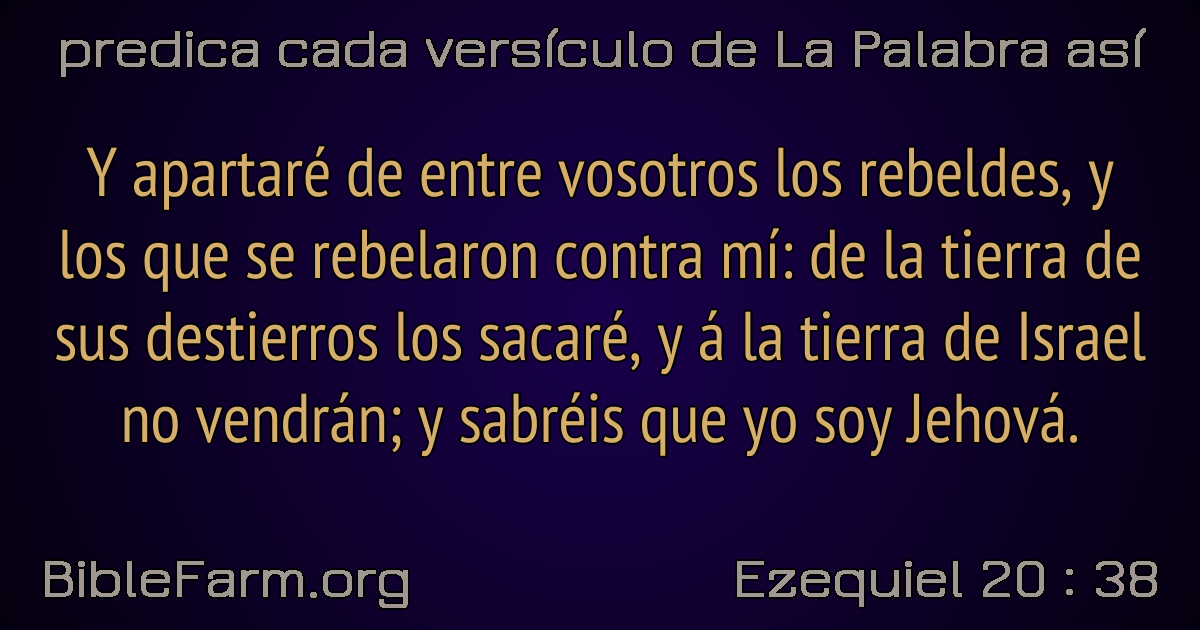 predica cada versículo de La Palabra así
Y apartaré de entre vosotros los rebeldes, y
los que se rebelaron contra mí: de la tierra de
sus destierros los sacaré, y á la tierra de Israel
no vendrán; y sabréis que yo soy Jehová.
BibleFarm.org
Ezequiel 20 : 38